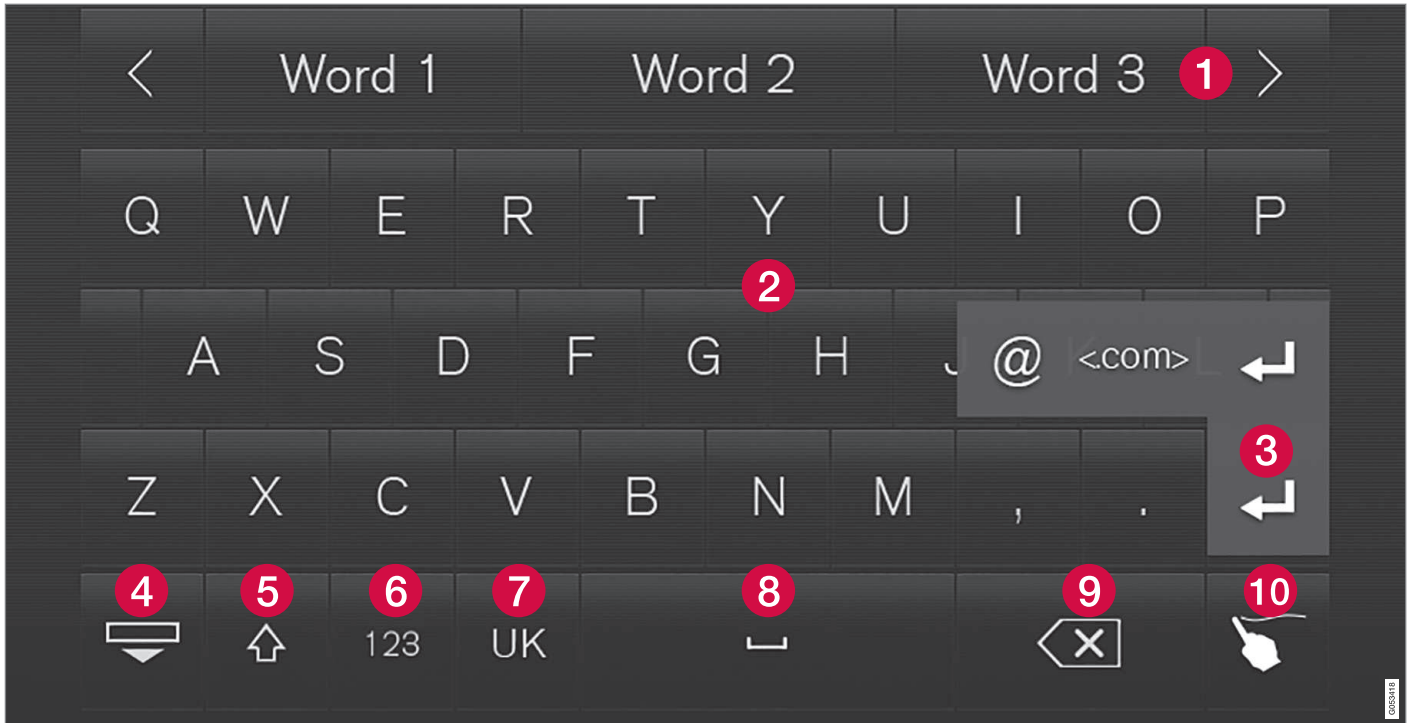 < Word 1 Word 2 Word 3 1 >
Q W E R T Y U I O P
2
A S D F G H J @ <.com>
3
Z X C V B N M , .
4 5 6 7 8 9 10
123 UK
G053418